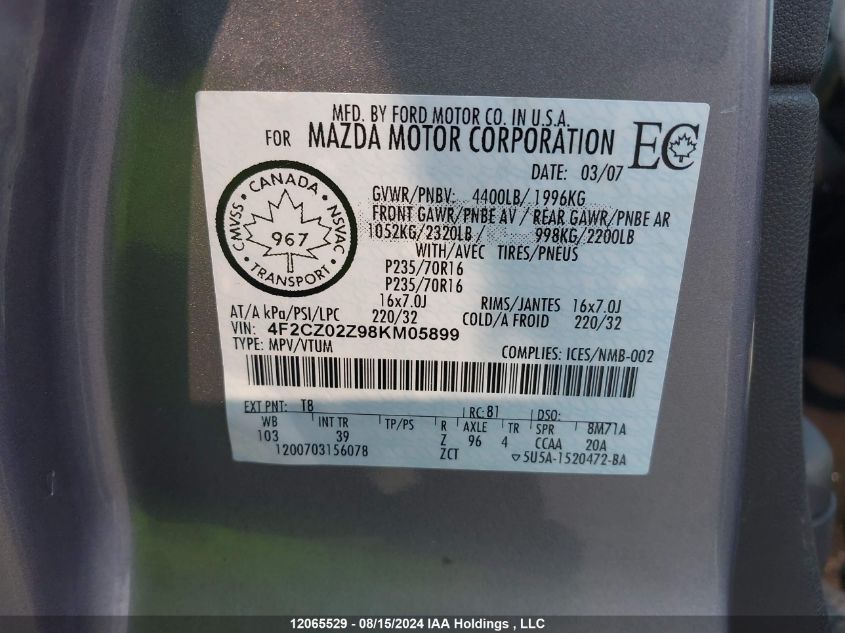 MFD. BY FORD MOTOR CO. IN U.S.A.
FOR MAZDA MOTOR CORPORATION EC
DATE: 03/07
CANADA
CMVSS NSVAC
967
TRANSPORT
GVWR/PNBV: 4400LB/ 1996KG
FRONT GAWR/PNBE AV / REAR GAWR/PNBE AR
1052KG/2320LB / 998KG/2200LB
WITH/AVEC TIRES/PNEUS
P235/70R16
P235/70R16
16x7.0J RIMS/JANTES 16x7.0J
AT/A kPa/PSI/LPC 220/32 COLD/A FROID 220/32
VIN: 4F2CZ02Z98KM05899
TYPE: MPV/VTUM COMPLIES: ICES/NMB-002
EXT PNT: T8 RC: 81 DSO:
WB INT TR TP/PS R AXLE TR SPR 8M71A
103 39 Z 96 4 CCAA 20A
1200703156078 ZCT ▽5U5A-1520472-BA
12065529 - 08/15/2024 IAA Holdings , LLC